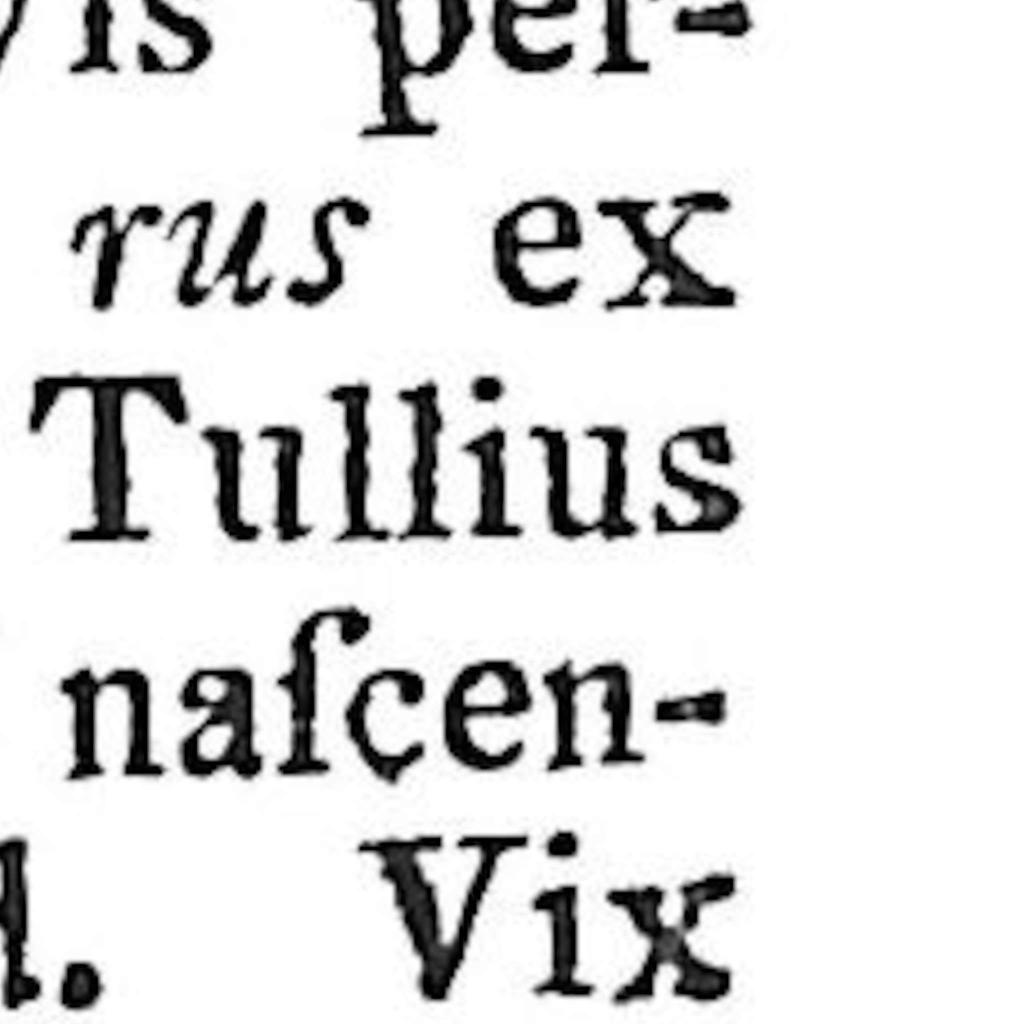 is per-
rus ex
Tullius
naſcen-
. Vix